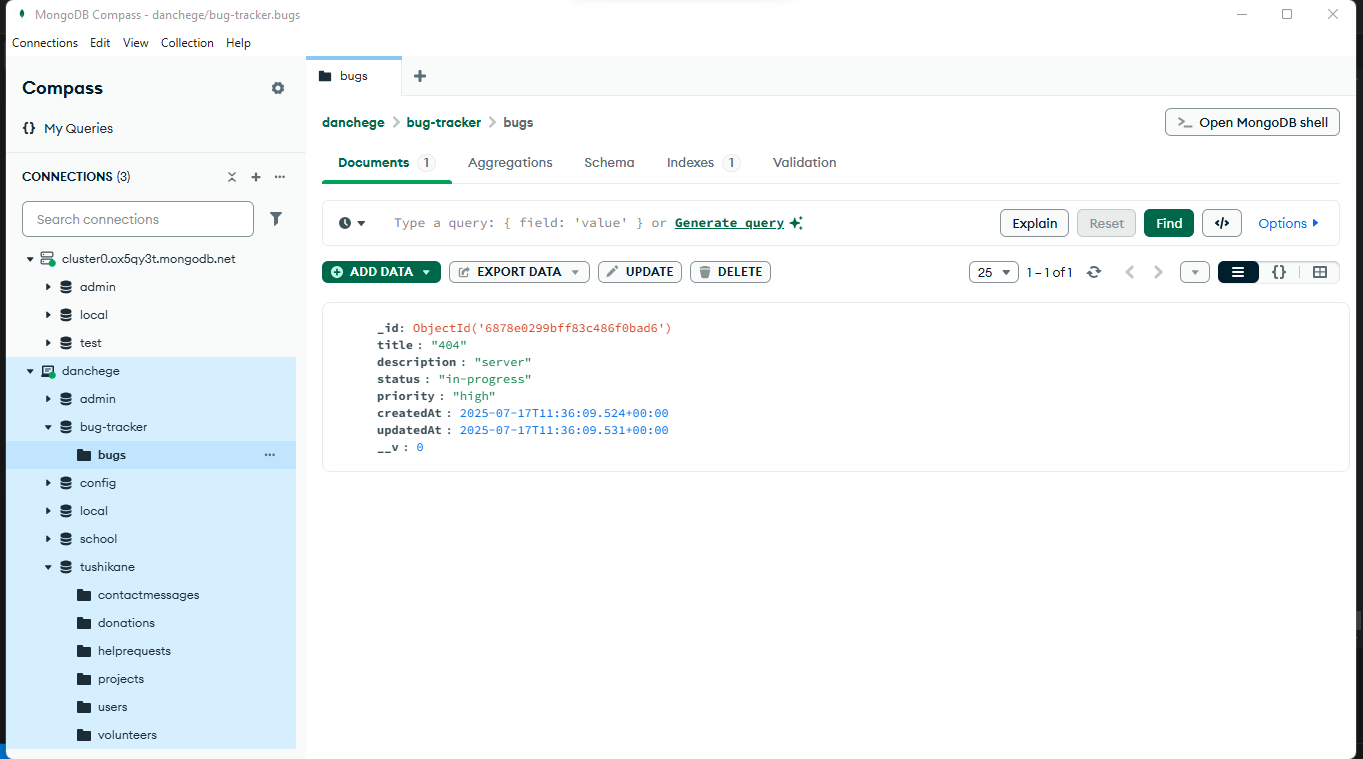 MongoDB Compass - danchege/bug-tracker.bugs
Connections Edit View Collection Help
Compass
{} My Queries
CONNECTIONS (3)
Search connections
cluster0.ox5qy3t.mongodb.net
admin
local
test
danchege
admin
bug-tracker
bugs
config
local
school
tushikane
contactmessages
donations
helprequests
projects
users
volunteers
bugs
danchege > bug-tracker > bugs
>_ Open MongoDB shell
Documents 1 Aggregations Schema Indexes 1 Validation
Type a query: { field: 'value' } or Generate query
Explain Reset Find </> Options
ADD DATA EXPORT DATA UPDATE DELETE
25 1 – 1 of 1 {}
_id: ObjectId('6878e0299bff83c486f0bad6')
title : "404"
description : "server"
status : "in-progress"
priority : "high"
createdAt : 2025-07-17T11:36:09.524+00:00
updatedAt : 2025-07-17T11:36:09.531+00:00
__v : 0